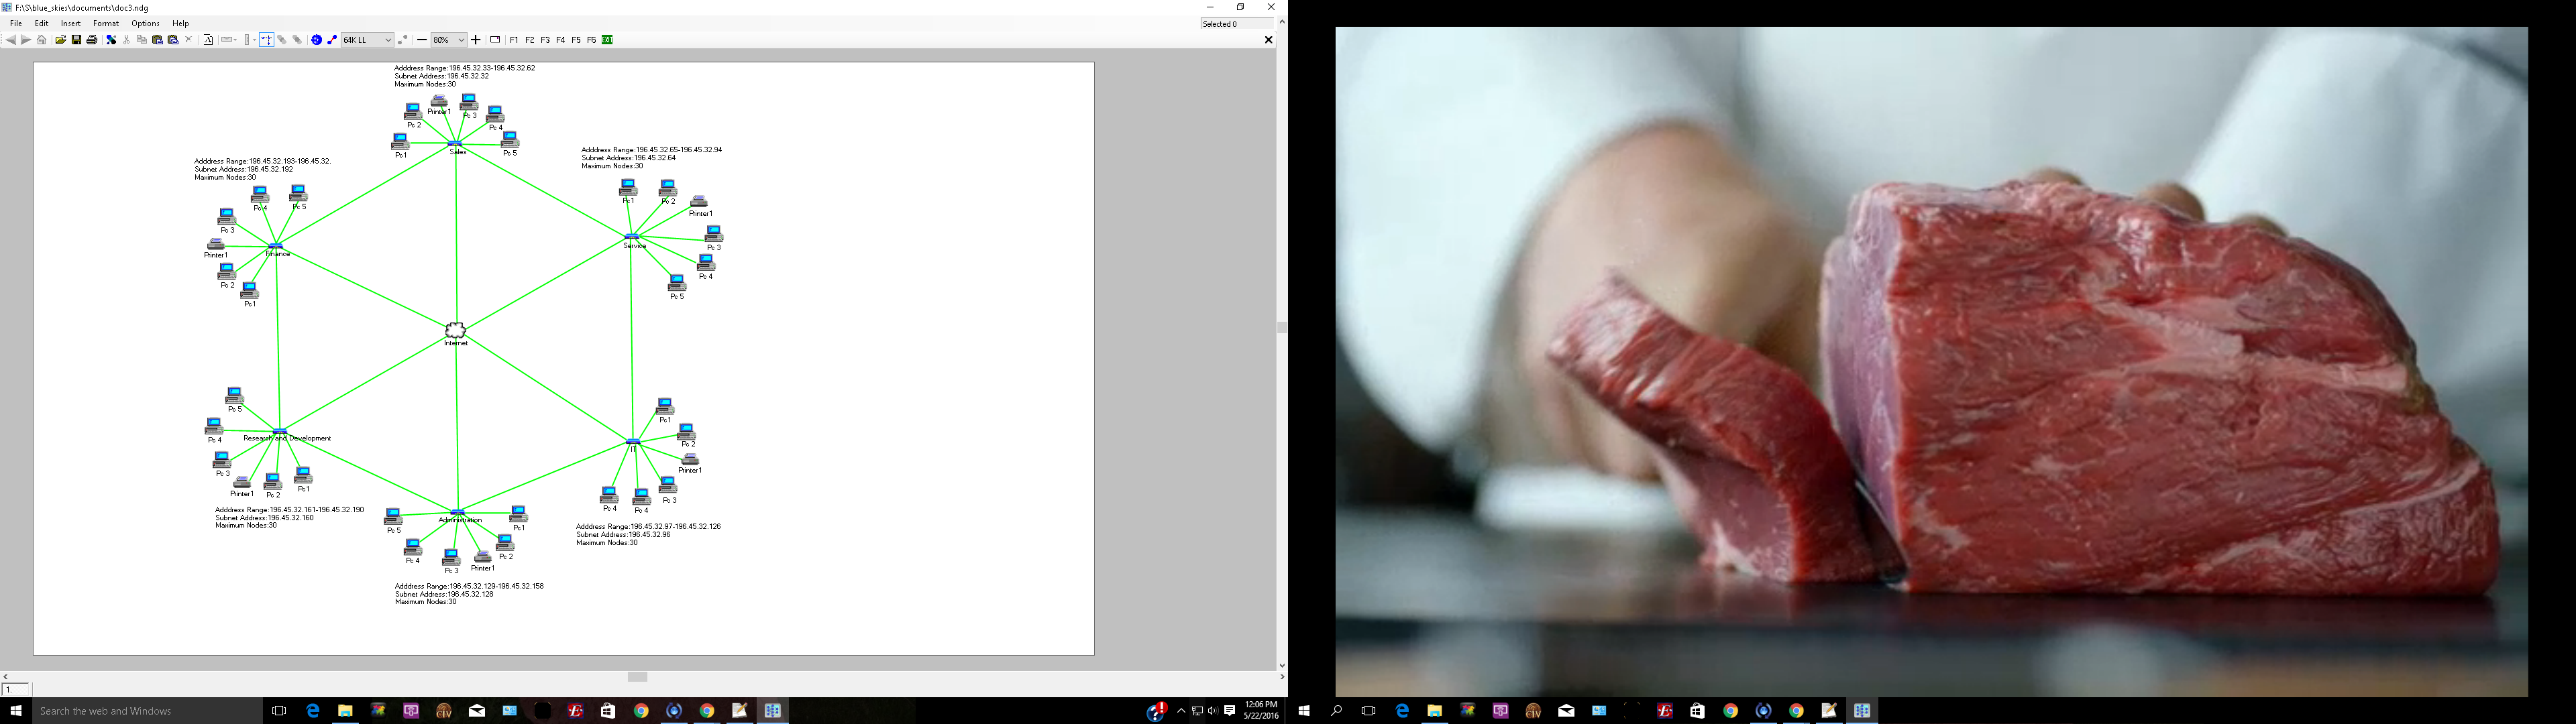 F:\S\blue_skies\documents\doc3.ndg
File Edit Insert Format Options Help
Selected 0
64K LL
80%
F1 F2 F3 F4 F5 F6 EXIT
Adddress Range:196.45.32.33-196.45.32.62
Subnet Address:196.45.32.32
Maximum Nodes:30
Printer1
Pc 2
Pc 3
Pc 4
Pc1
Sales
Pc 5
Adddress Range:196.45.32.65-196.45.32.94
Subnet Address:196.45.32.64
Maximum Nodes:30
Pc1
Pc 2
Printer1
Service
Pc 3
Pc 4
Pc 5
Adddress Range:196.45.32.193-196.45.32.
Subnet Address:196.45.32.192
Maximum Nodes:30
Pc 4
Pc 5
Pc 3
Printer1
Finance
Pc 2
Pc1
Internet
Pc 5
Pc 4
Research and Development
Pc 3
Printer1
Pc 2
Pc1
Adddress Range:196.45.32.161-196.45.32.190
Subnet Address:196.45.32.160
Maximum Nodes:30
Pc1
Pc 2
IT
Printer1
Pc 3
Pc 4
Pc 4
Adddress Range:196.45.32.97-196.45.32.126
Subnet Address:196.45.32.96
Maximum Nodes:30
Administration
Pc 5
Pc1
Pc 4
Pc 3
Printer1
Pc 2
Adddress Range:196.45.32.129-196.45.32.158
Subnet Address:196.45.32.128
Maximum Nodes:30
1.
Search the web and Windows
CIV
12:06 PM
5/22/2016
CIV